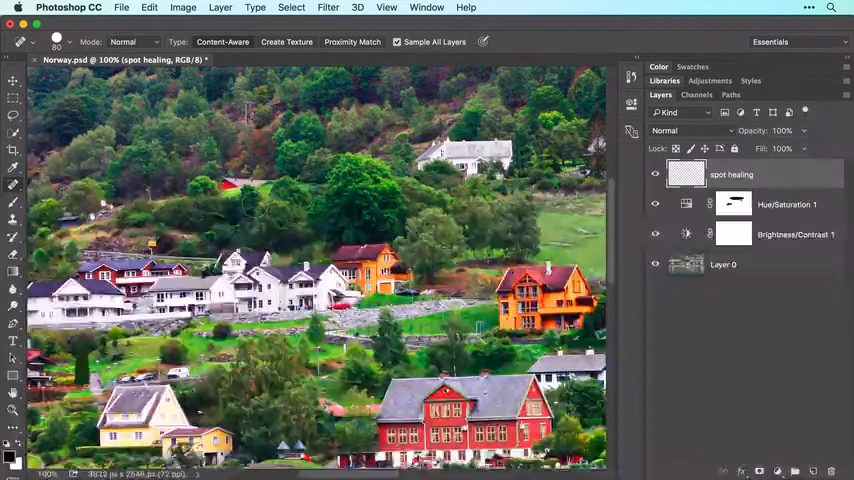 Photoshop CC File Edit Image Layer Type Select Filter 3D View Window Help
80 Mode: Normal Type: Content-Aware Create Texture Proximity Match Sample All Layers Essentials
Norway.psd @ 100% (spot healing, RGB/8) *
Color Swatches
Libraries Adjustments Styles
Layers Channels Paths
Kind
Normal Opacity: 100%
Lock: Fill: 100%
spot healing
Hue/Saturation 1
Brightness/Contrast 1
Layer 0
100%